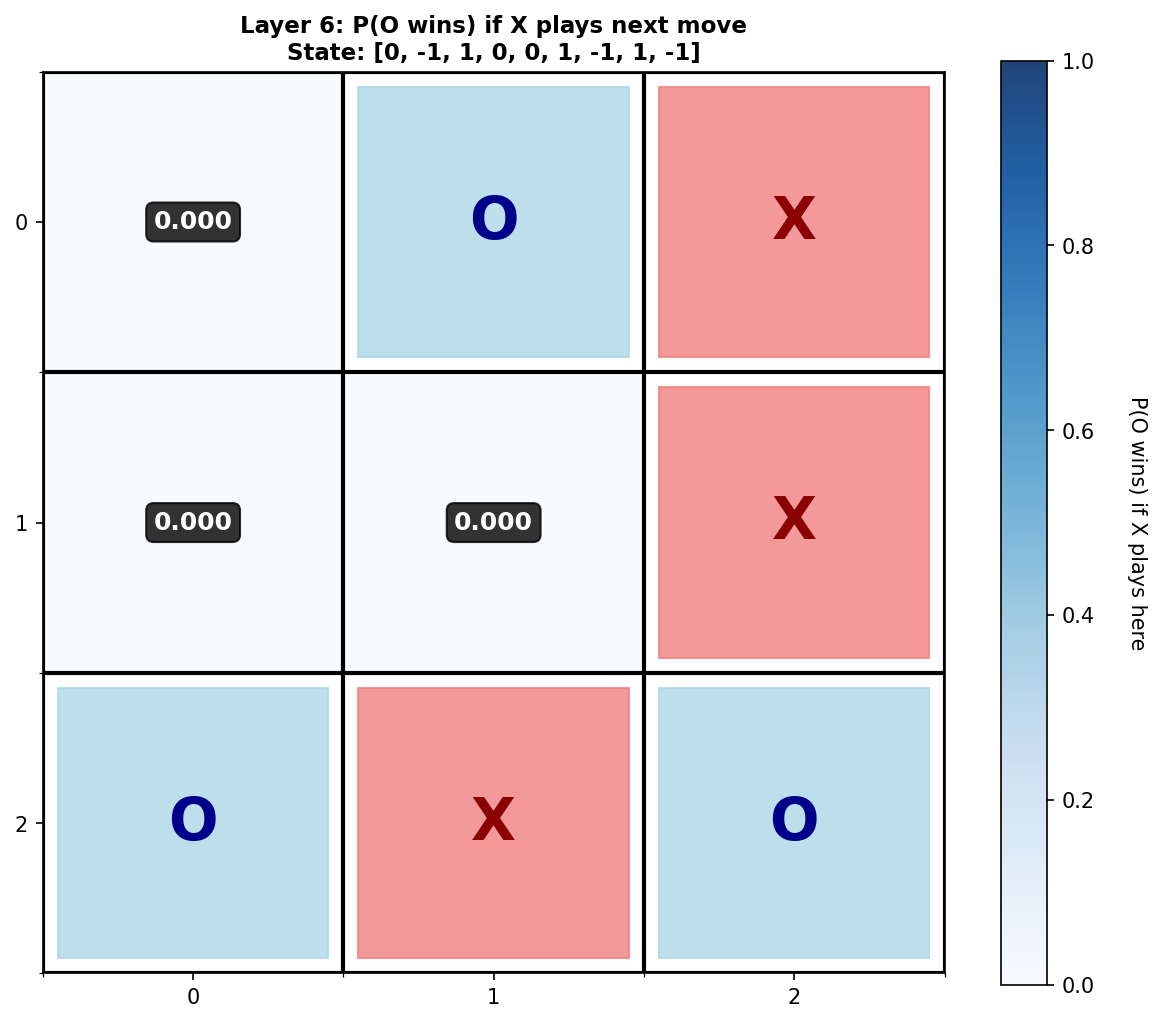 Layer 6: P(O wins) if X plays next move
State: [0, -1, 1, 0, 0, 1, -1, 1, -1]
0
0.000
O
X
1
0.000
0.000
X
2
O
X
O
0
1
2
1.0
0.8
0.6
0.4
0.2
0.0
P(O wins) if X plays here